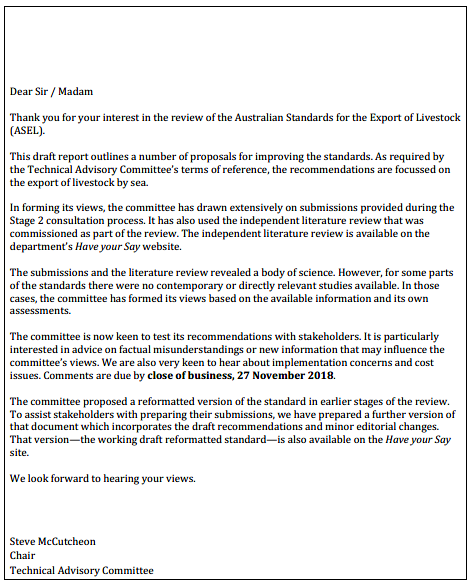 Dear Sir / Madam
Thank you for your interest in the review of the Australian Standards for the Export of Livestock
(ASEL).
This draft report outlines a number of proposals for improving the standards. As required by
the Technical Advisory Committee's terms of reference, the recommendations are focussed on
the export of livestock by sea.
In forming its views, the committee has drawn extensively on submissions provided during the
Stage 2 consultation process. It has also used the independent literature review that was
commissioned as part of the review. The independent literature review is available on the
department's Have your Say website.
The submissions and the literature review revealed a body of science. However, for some parts
of the standards there were no contemporary or directly relevant studies available. In those
cases, the committee has formed its views based on the available information and its own
assessments.
The committee is now keen to test its recommendations with stakeholders. It is particularly
interested in advice on factual misunderstandings or new information that may influence the
committee's views. We are also very keen to hear about implementation concerns and cost
issues. Comments are due by close of business, 27 November 2018.
The committee proposed a reformatted version of the standard in earlier stages of the review.
To assist stakeholders with preparing their submissions, we have prepared a further version of
that document which incorporates the draft recommendations and minor editorial changes.
That version—the working draft reformatted standard—is also available on the Have your Say
site.
We look forward to hearing your views.
Steve McCutcheon
Chair
Technical Advisory Committee